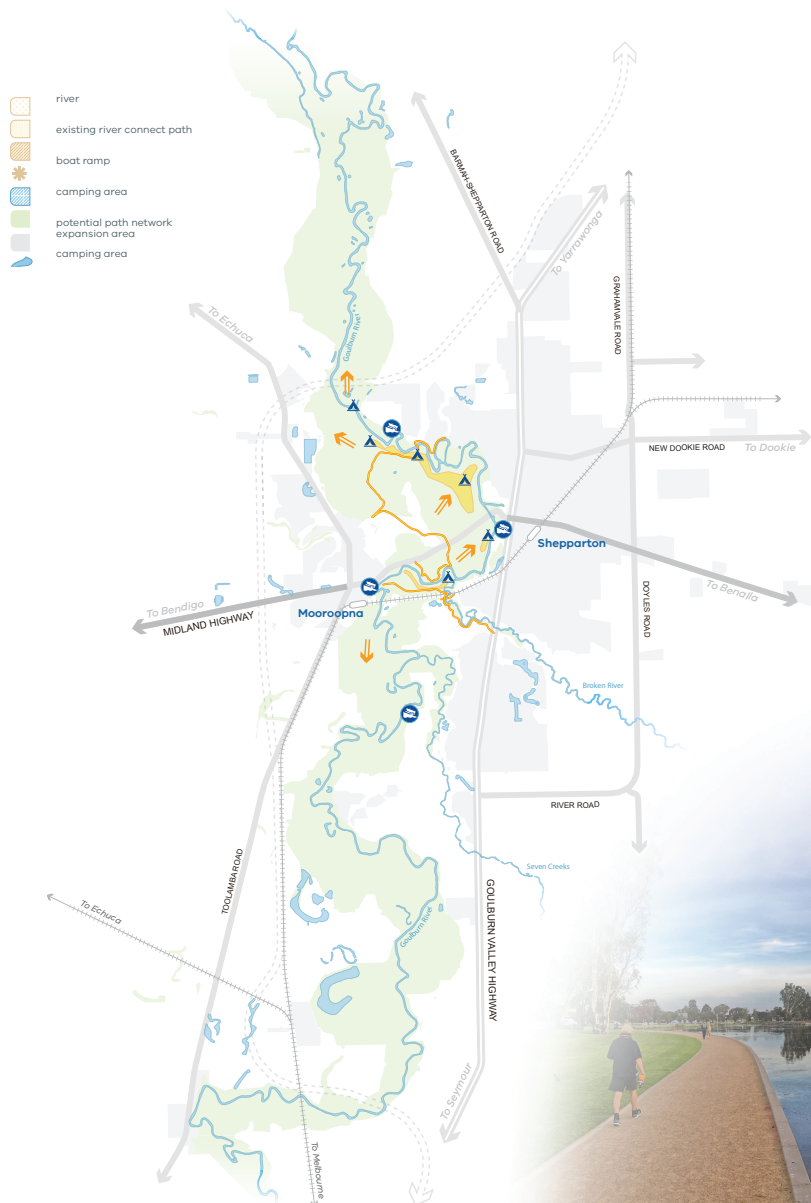 river
existing river connect path
boat ramp
camping area
potential path network
expansion area
camping area
BARMAH-SHEPPARTON ROAD
To Yarrawonga
GRAHAMVALE ROAD
To Echuca
Goulburn River
NEW DOOKIE ROAD
To Dookie
Shepparton
To Benalla
To Bendigo
MIDLAND HIGHWAY
Mooroopna
DOYLES ROAD
Broken River
RIVER ROAD
TOOLAMBA ROAD
Seven Creeks
To Echuca
Goulburn River
GOULBURN VALLEY HIGHWAY
To Seymour
To Melbourne